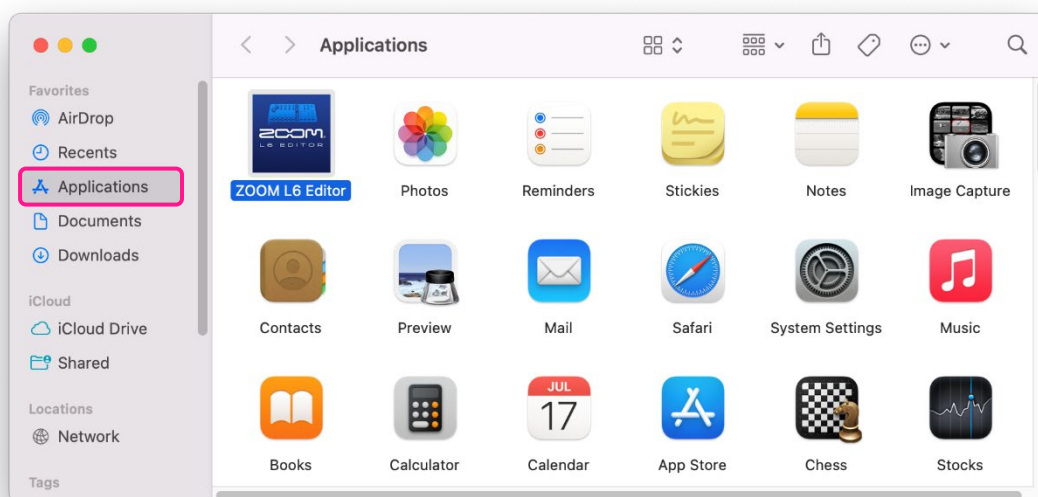 Applications
Favorites
AirDrop
Recents
Applications
Documents
Downloads
iCloud
iCloud Drive
Shared
Locations
Network
Tags
ZOOM
L6 EDITOR
ZOOM L6 Editor
Photos
Reminders
Stickies
Notes
Image Capture
Contacts
Preview
Mail
Safari
System Settings
Music
JUL
17
Books
Calculator
Calendar
App Store
Chess
Stocks